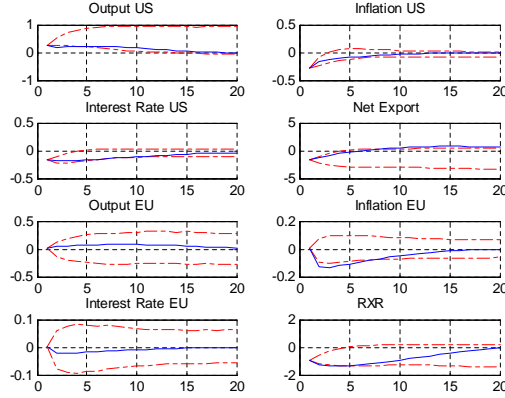 Output US
Inflation US
1
0
-1
0 5 10 15 20
0.5
0
-0.5
0 5 10 15 20
Interest Rate US
Net Export
0.5
0
-0.5
0 5 10 15 20
5
0
-5
0 5 10 15 20
Output EU
Inflation EU
0.5
0
-0.5
0 5 10 15 20
0.2
0
-0.2
0 5 10 15 20
Interest Rate EU
RXR
0.1
0
-0.1
0 5 10 15 20
2
0
-2
0 5 10 15 20